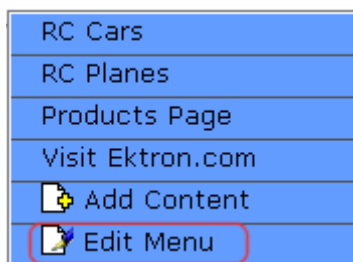 RC Cars
RC Planes
Products Page
Visit Ektron.com
Add Content
Edit Menu